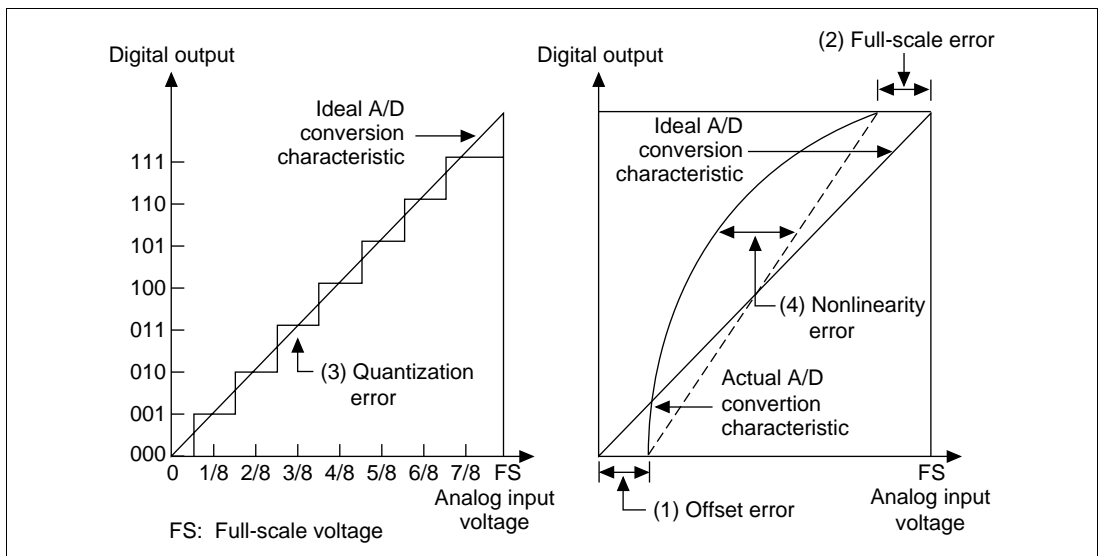 Digital output
Ideal A/D
conversion
characteristic
111
110
101
100
011
010
001
000
(3) Quantization
error
0 1/8 2/8 3/8 4/8 5/8 6/8 7/8 FS
Analog input
voltage
FS: Full-scale voltage
(2) Full-scale error
Digital output
Ideal A/D
conversion
characteristic
(4) Nonlinearity
error
Actual A/D
convertion
characteristic
FS
Analog input
voltage
(1) Offset error